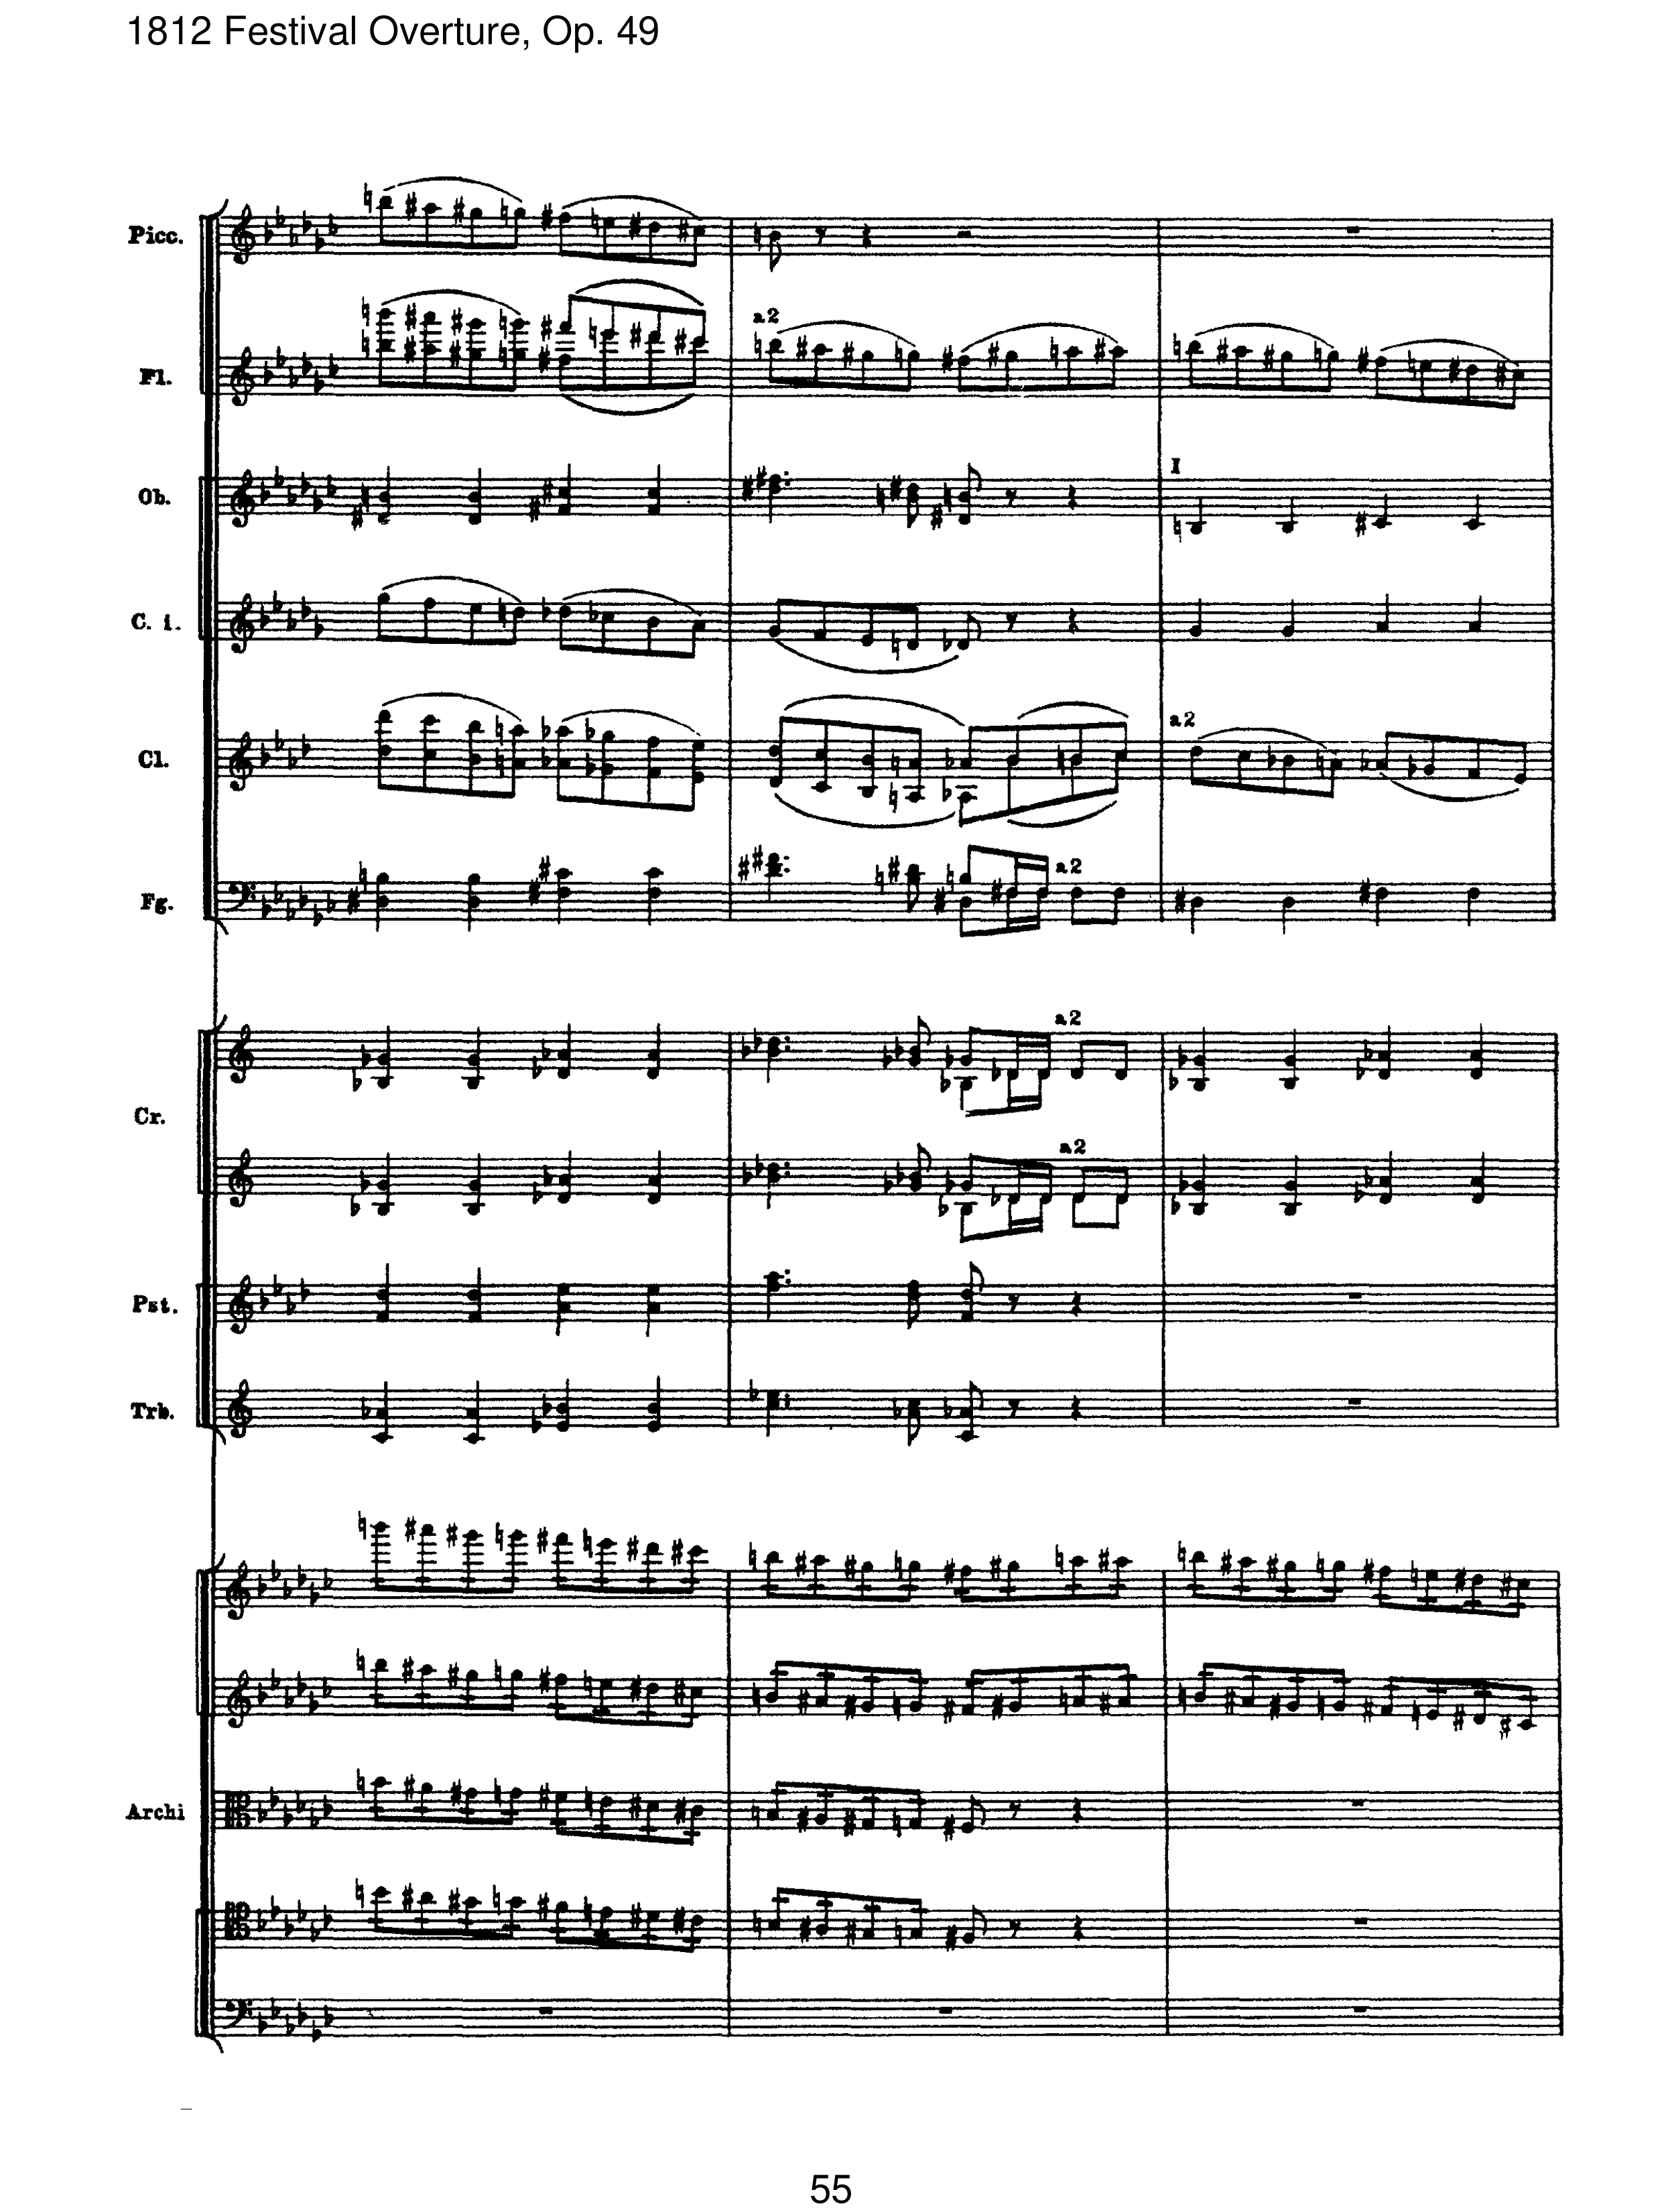 1812 Festival Overture, Op. 49
Picc.
Fl.
a2
Ob.
I
C. i.
Cl.
a2
Fg.
a2
a2
Cr.
a2
Pst.
Trb.
Archi
55